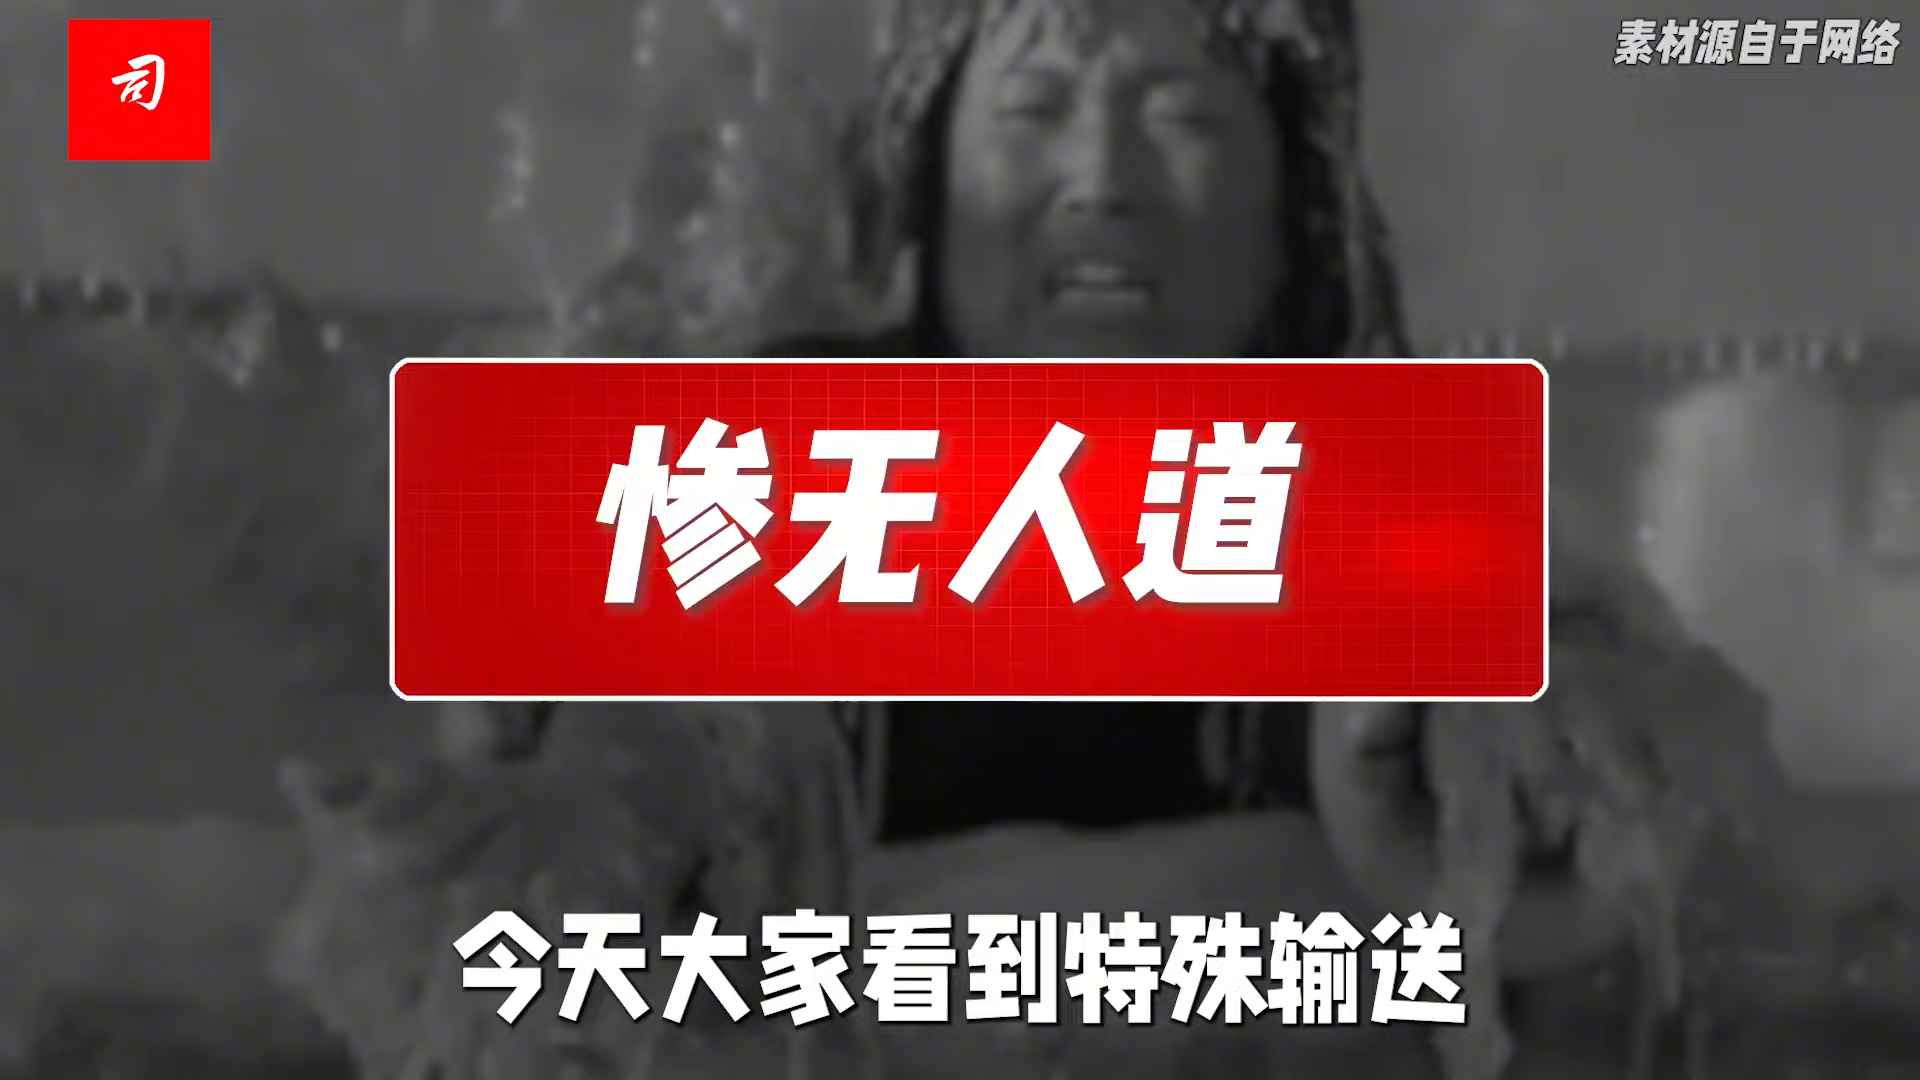 司
素材源自于网络
惨无人道
今天大家看到特殊输送